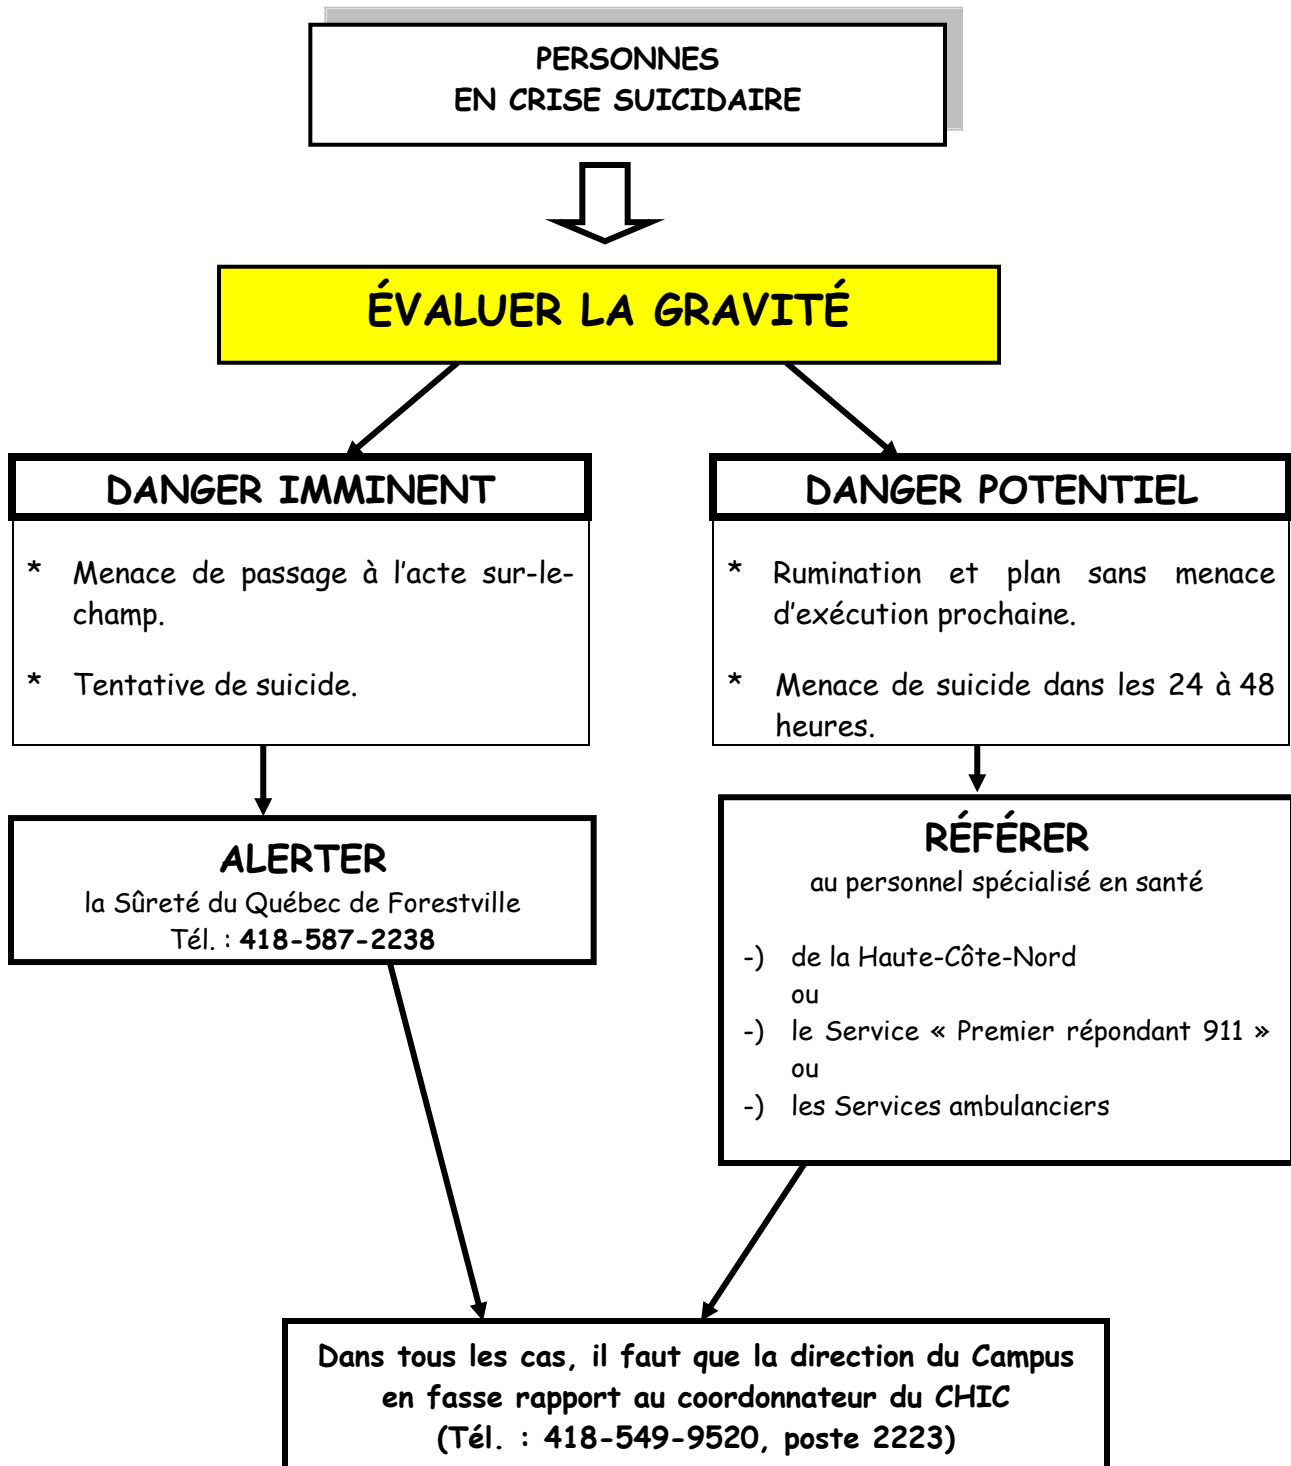 PERSONNES
EN CRISE SUICIDAIRE
ÉVALUER LA GRAVITÉ
DANGER IMMINENT
* Menace de passage à l'acte sur-le-
champ.
* Tentative de suicide.
ALERTER
la Sûreté du Québec de Forestville
Tél. : 418-587-2238
DANGER POTENTIEL
* Rumination et plan sans menace
d'exécution prochaine.
* Menace de suicide dans les 24 à 48
heures.
RÉFÉRER
au personnel spécialisé en santé
-) de la Haute-Côte-Nord
ou
-) le Service « Premier répondant 911 »
ou
-) les Services ambulanciers
Dans tous les cas, il faut que la direction du Campus
en fasse rapport au coordonnateur du CHIC
(Tél. : 418-549-9520, poste 2223)